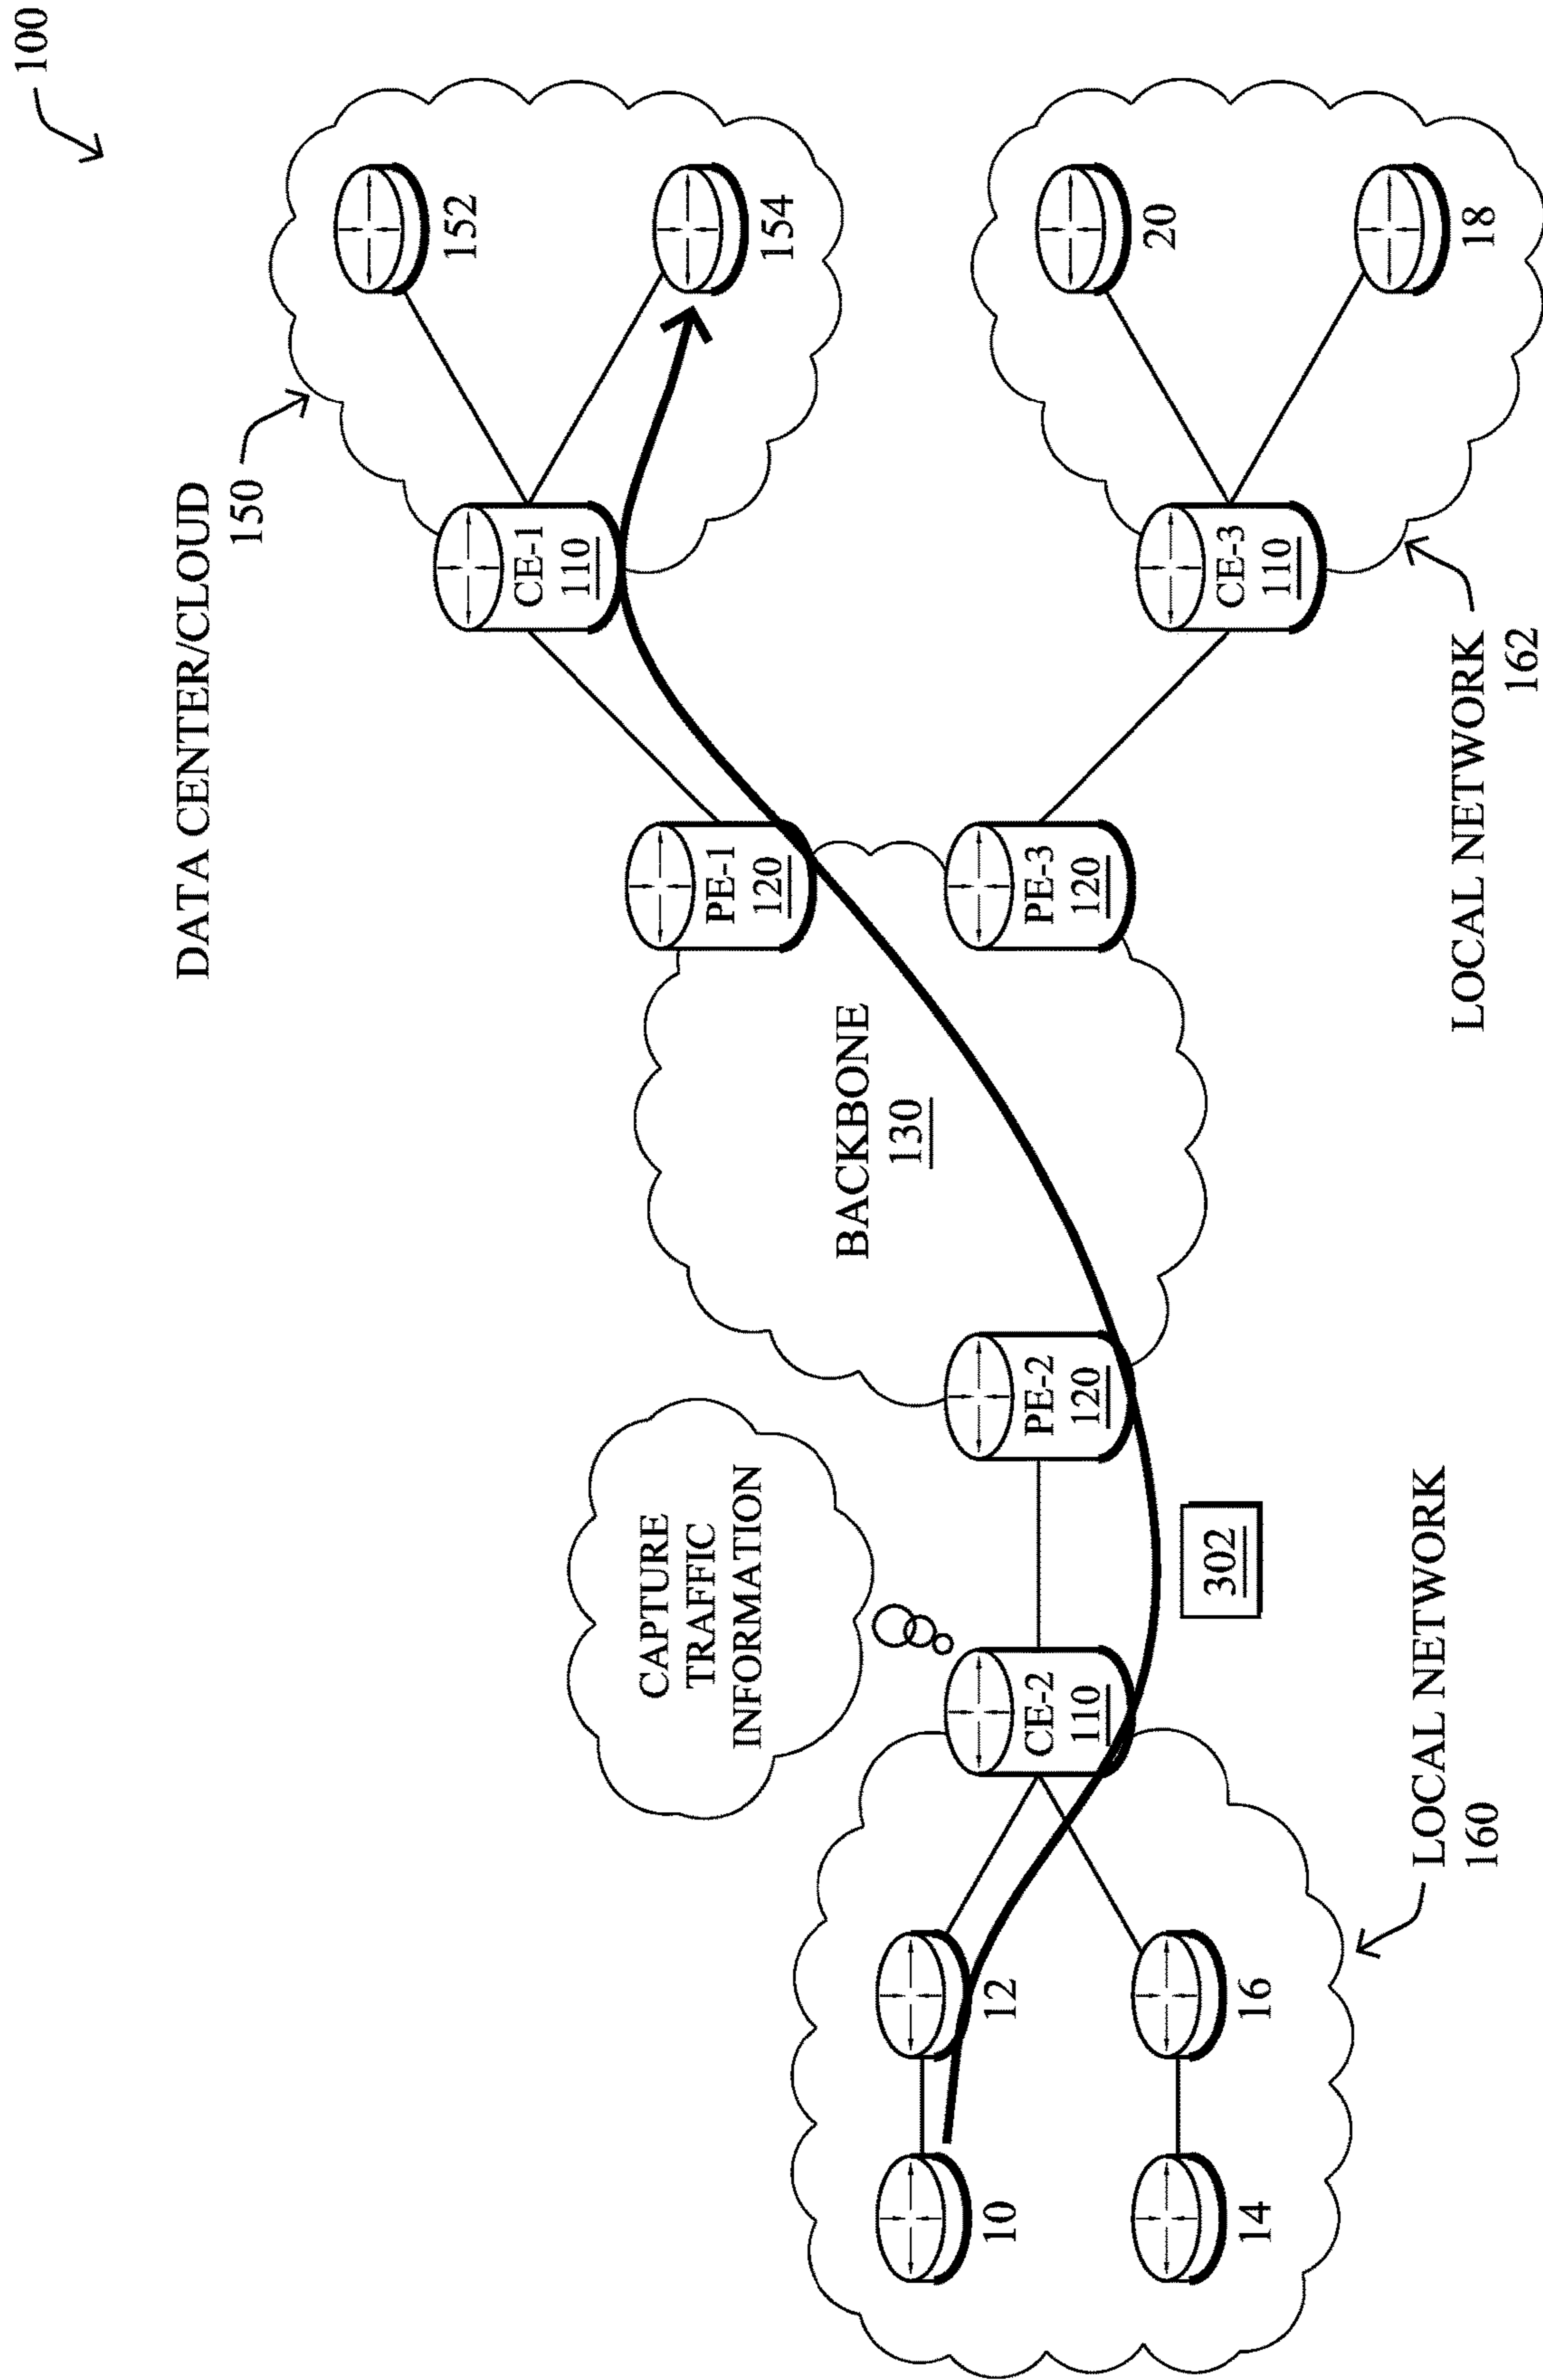 100
DATA CENTER/CLOUD
150
152
154
CE-1
110
PE-1
120
BACKBONE
130
PE-3
120
CE-3
110
20
18
LOCAL NETWORK
162
CAPTURE
TRAFFIC
INFORMATION
PE-2
120
302
CE-2
110
12
10
16
14
LOCAL NETWORK
160